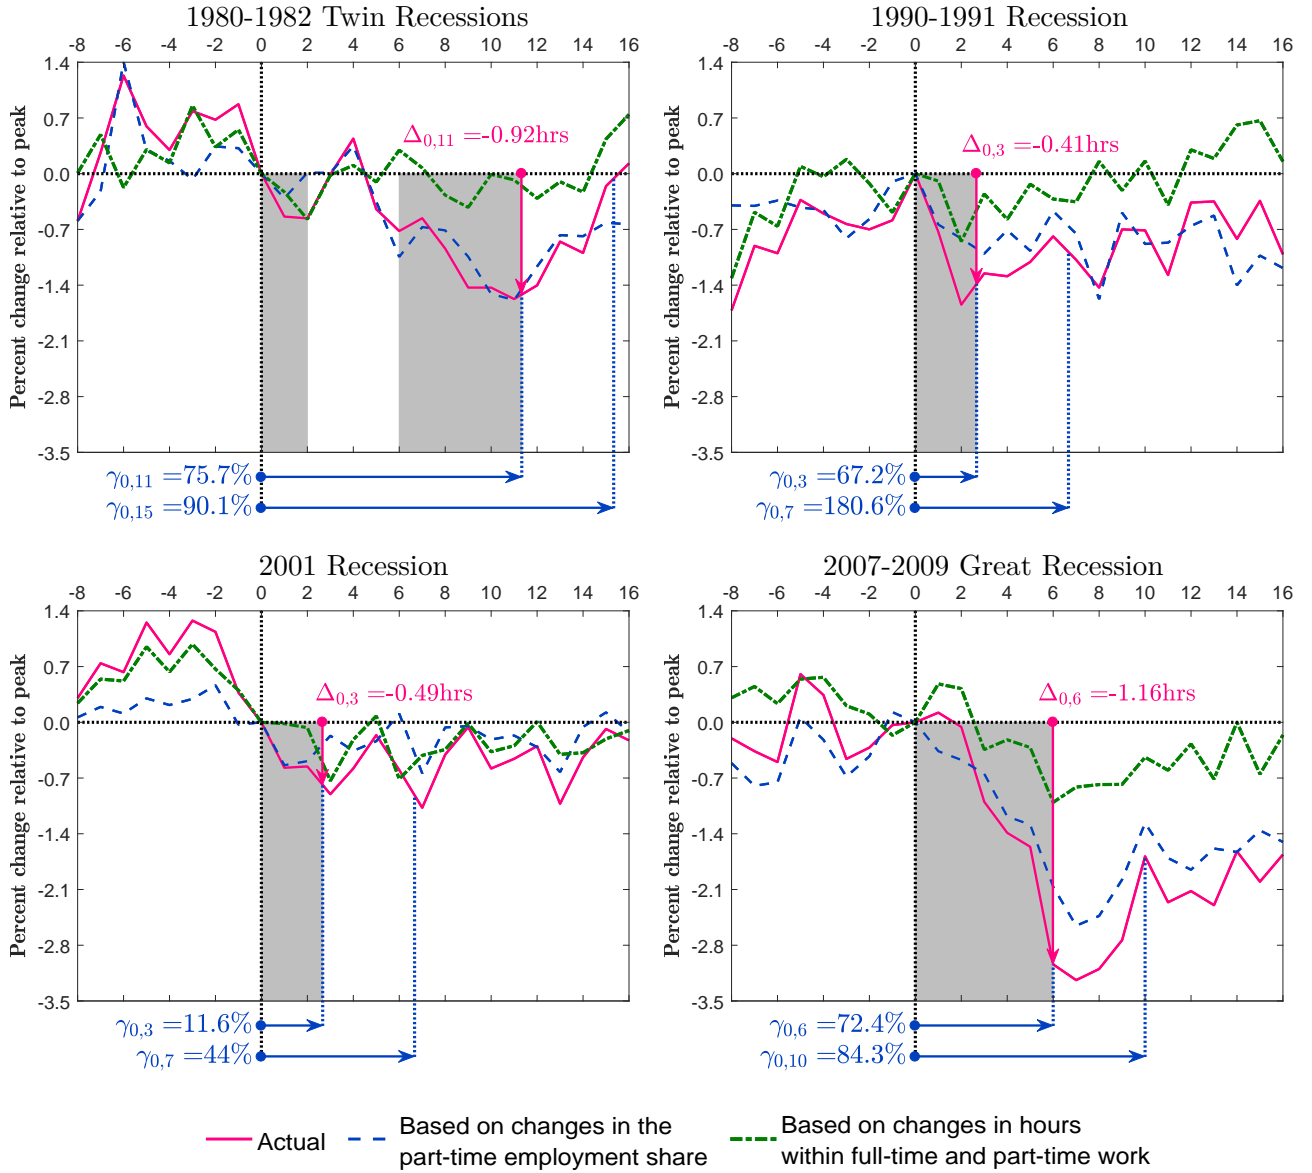 1980-1982 Twin Recessions
-8 -6 -4 -2 0 2 4 6 8 10 12 14 16
1.4
0.7
0.0
-0.7
-1.4
-2.1
-2.8
-3.5
Percent change relative to peak
Δ0,11 =-0.92hrs
γ0,11 =75.7%
γ0,15 =90.1%
1990-1991 Recession
-8 -6 -4 -2 0 2 4 6 8 10 12 14 16
1.4
0.7
0.0
-0.7
-1.4
-2.1
-2.8
-3.5
Percent change relative to peak
Δ0,3 =-0.41hrs
γ0,3 =67.2%
γ0,7 =180.6%
2001 Recession
-8 -6 -4 -2 0 2 4 6 8 10 12 14 16
1.4
0.7
0.0
-0.7
-1.4
-2.1
-2.8
-3.5
Percent change relative to peak
Δ0,3 =-0.49hrs
γ0,3 =11.6%
γ0,7 =44%
2007-2009 Great Recession
-8 -6 -4 -2 0 2 4 6 8 10 12 14 16
1.4
0.7
0.0
-0.7
-1.4
-2.1
-2.8
-3.5
Percent change relative to peak
Δ0,6 =-1.16hrs
γ0,6 =72.4%
γ0,10 =84.3%
Actual
Based on changes in the
part-time employment share
Based on changes in hours
within full-time and part-time work